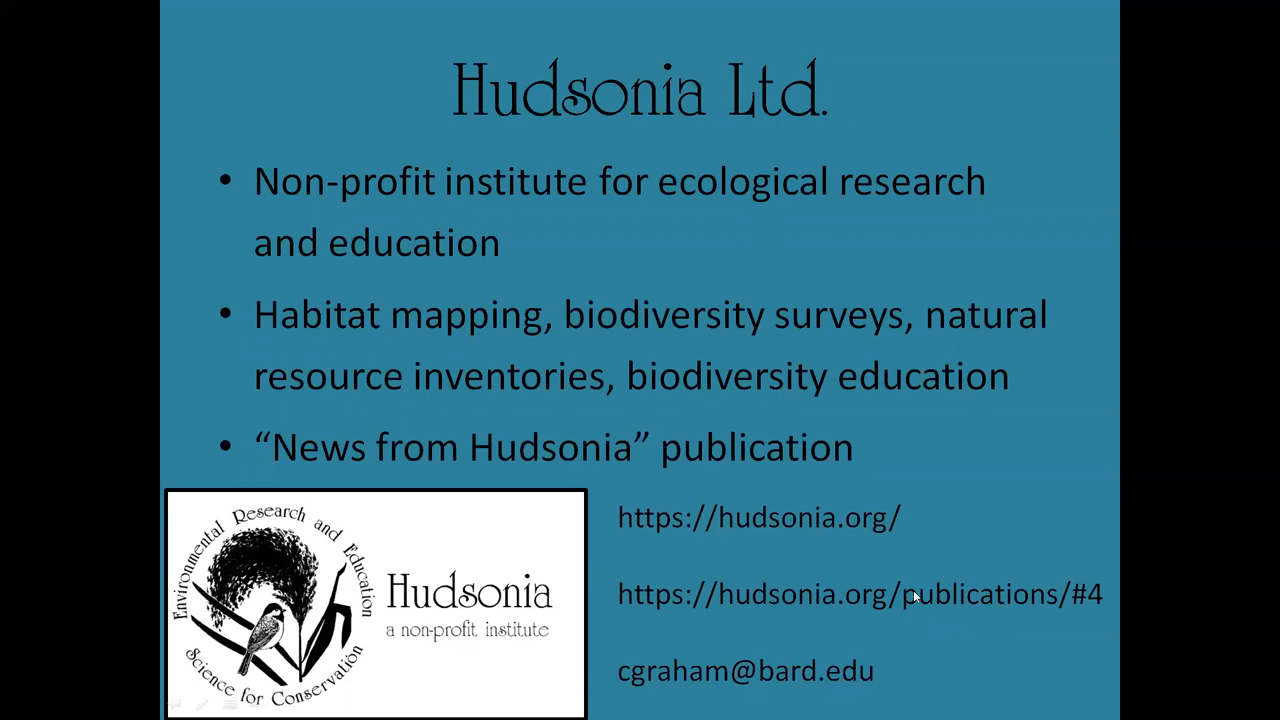 Hudsonia Ltd.
• Non-profit institute for ecological research
and education
• Habitat mapping, biodiversity surveys, natural
resource inventories, biodiversity education
• “News from Hudsonia” publication
Environmental Research and Education
Science for Conservation
Hudsonia
a non-profit institute
https://hudsonia.org/
https://hudsonia.org/publications/#4
cgraham@bard.edu